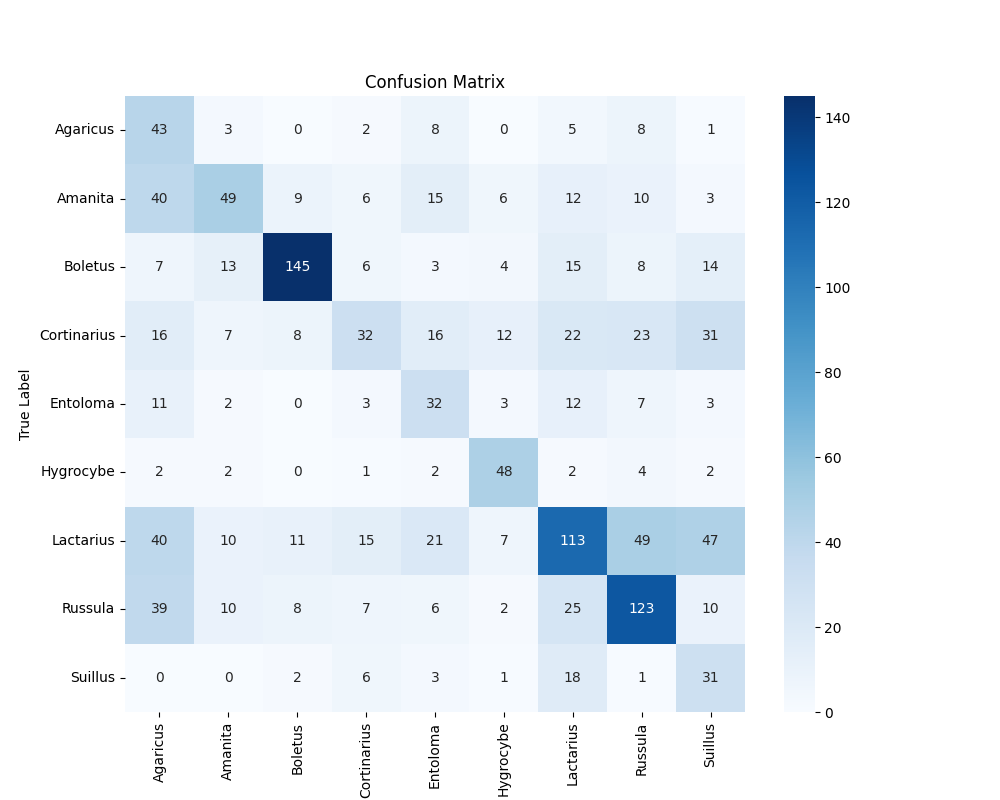 Confusion Matrix
True Label
Agaricus 43 3 0 2 8 0 5 8 1
Amanita 40 49 9 6 15 6 12 10 3
Boletus 7 13 145 6 3 4 15 8 14
Cortinarius 16 7 8 32 16 12 22 23 31
Entoloma 11 2 0 3 32 3 12 7 3
Hygrocybe 2 2 0 1 2 48 2 4 2
Lactarius 40 10 11 15 21 7 113 49 47
Russula 39 10 8 7 6 2 25 123 10
Suillus 0 0 2 6 3 1 18 1 31
Agaricus Amanita Boletus Cortinarius Entoloma Hygrocybe Lactarius Russula Suillus
140
120
100
80
60
40
20
0